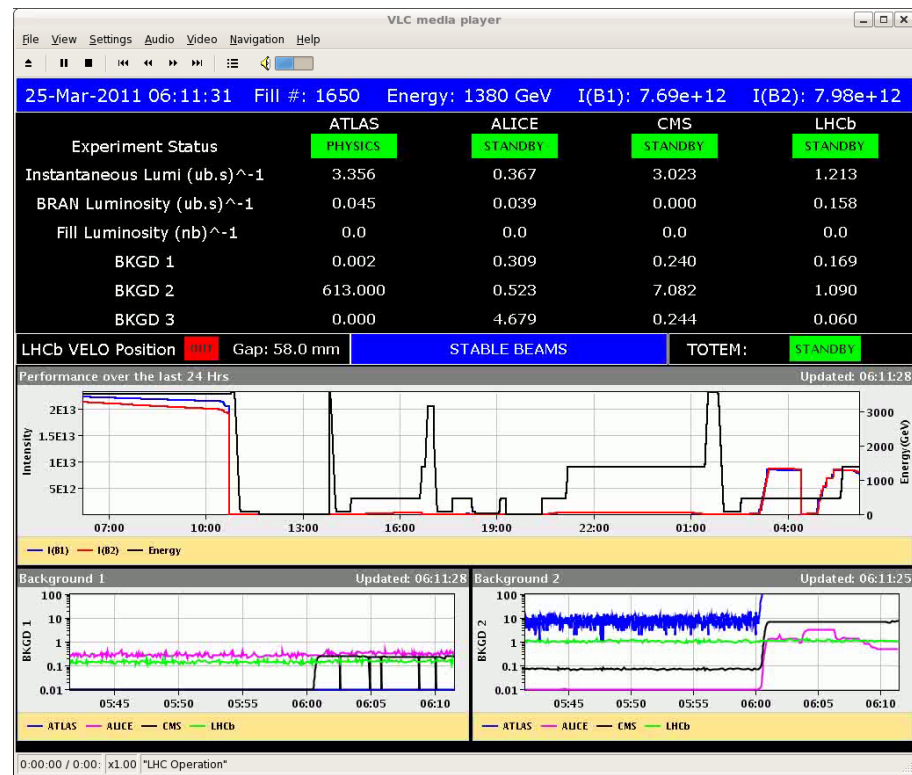 VLC media player
File View Settings Audio Video Navigation Help
25-Mar-2011 06:11:31 Fill #: 1650 Energy: 1380 GeV I(B1): 7.69e+12 I(B2): 7.98e+12
ATLAS ALICE CMS LHCb
Experiment Status PHYSICS STANDBY STANDBY STANDBY
Instantaneous Lumi (ub.s)^-1 3.356 0.367 3.023 1.213
BRAN Luminosity (ub.s)^-1 0.045 0.039 0.000 0.158
Fill Luminosity (nb)^-1 0.0 0.0 0.0 0.0
BKGD 1 0.002 0.309 0.240 0.169
BKGD 2 613.000 0.523 7.082 1.090
BKGD 3 0.000 4.679 0.244 0.060
LHCb VELO Position OUT Gap: 58.0 mm STABLE BEAMS TOTEM: STANDBY
Performance over the last 24 Hrs Updated: 06:11:28
Intensity
2E13
1.5E13
1E13
5E12
3000
2000
1000
0
Energy(GeV)
07:00 10:00 13:00 16:00 19:00 22:00 01:00 04:00
I(B1) I(B2) Energy
Background 1 Updated: 06:11:28
BKGD 1
100
10
1
0.1
0.01
05:45 05:50 05:55 06:00 06:05 06:10
ATLAS ALICE CMS LHCb
Background 2 Updated: 06:11:25
BKGD 2
100
10
1
0.1
0.01
05:45 05:50 05:55 06:00 06:05 06:10
ATLAS ALICE CMS LHCb
0:00:00 / 0:00: x1.00 "LHC Operation"